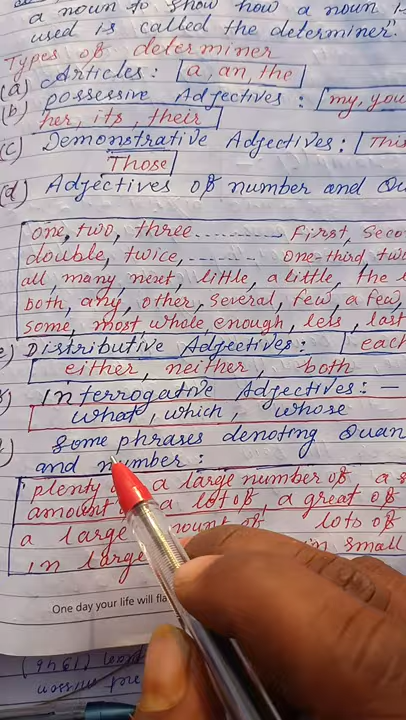 a noun to show how a noun is
used is called the determiner"
Types of determiner
(a) Articles: a, an, the
(b) possessive Adjectives: my, you
her, its, their
(c) Demonstrative Adjectives: This
Those
(d) Adjectives of number and Qu
one, two, three.......... First, Seco
double, twice, ....... one-third
all, many, next, little, a little, the
both, any, other, several, few, a few,
some, most whole enough, less, last
e) Distributive Adjectives: each
either, neither, both
Interrogative Adjectives: -
what, which, whose
some phrases denoting Quan
and number:
plenty a large number of a s
amount a lot of, a great of
a large of lots of
in large in small
One day your life will fla
(1346)